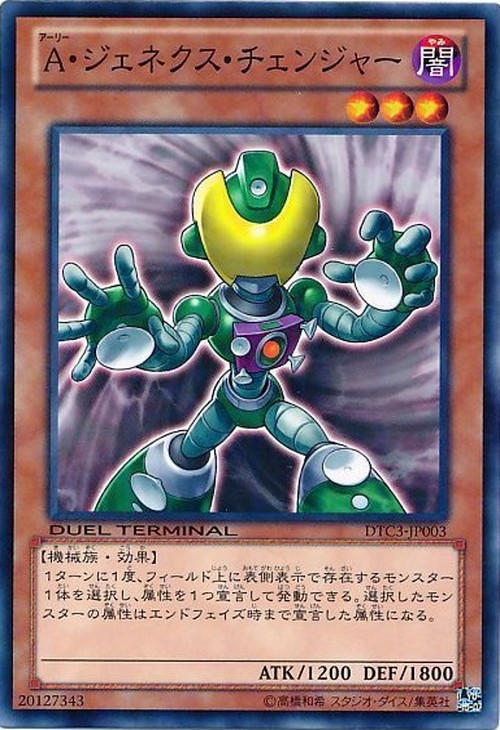 アーリー
A・ジェネクス・チェンジャー
やみ
闇
DUEL TERMINAL
DTC3-JP003
【機械族・効果】
1ターンに1度、フィールド上に表側表示で存在するモンスター
1体を選択し、属性を1つ宣言して発動できる。選択したモン
スターの属性はエンドフェイズ時まで宣言した属性になる。
ATK/1200 DEF/1800
20127343
©高橋和希 スタジオ・ダイス/集英社